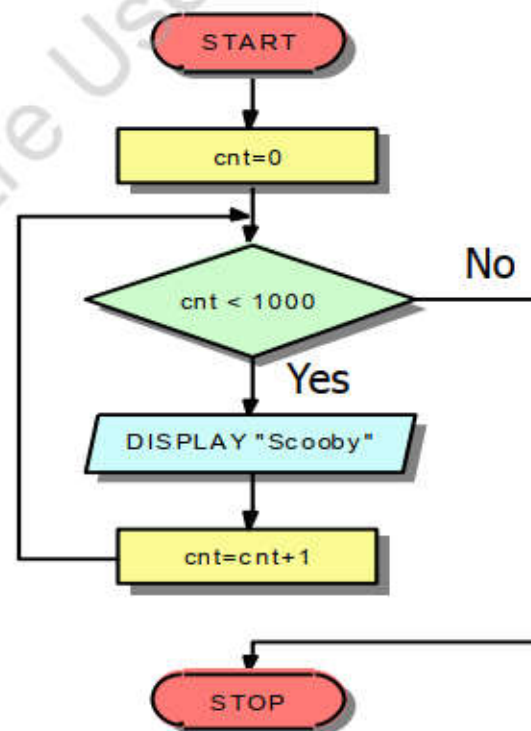 START
cnt=0
cnt < 1000
No
Yes
DISPLAY "Scooby"
cnt=cnt+1
STOP